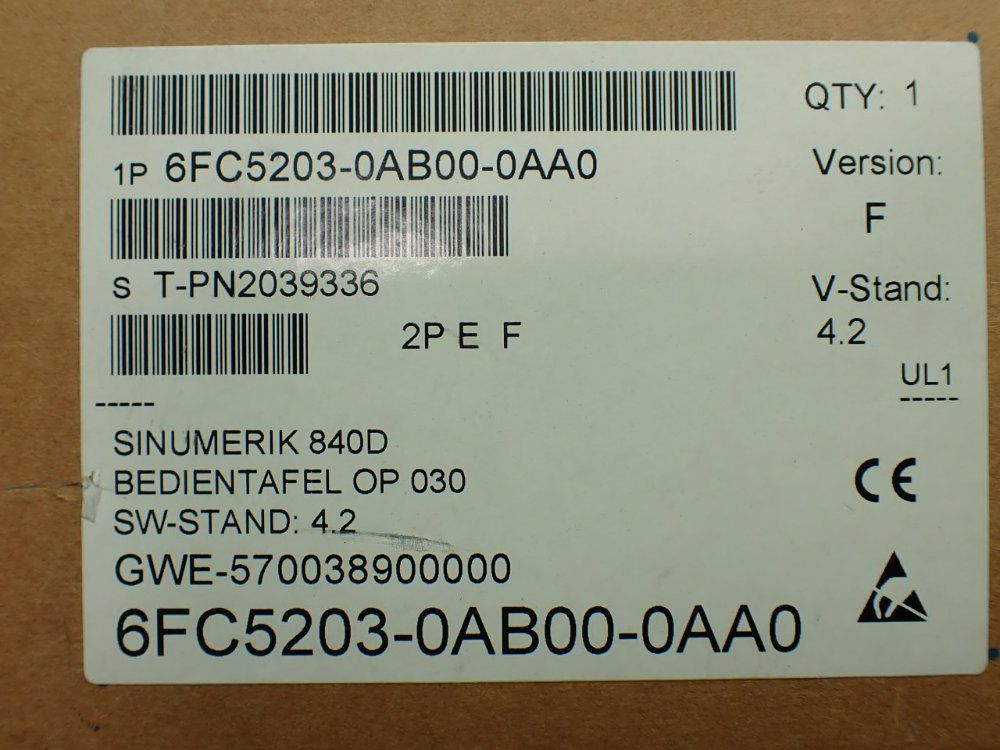 QTY: 1
1P 6FC5203-0AB00-0AA0
Version:
F
S T-PN2039336
V-Stand:
4.2
2P E F
UL1
-----
-----
SINUMERIK 840D
BEDIENTAFEL OP 030
SW-STAND: 4.2
CE
GWE-570038900000
6FC5203-0AB00-0AA0